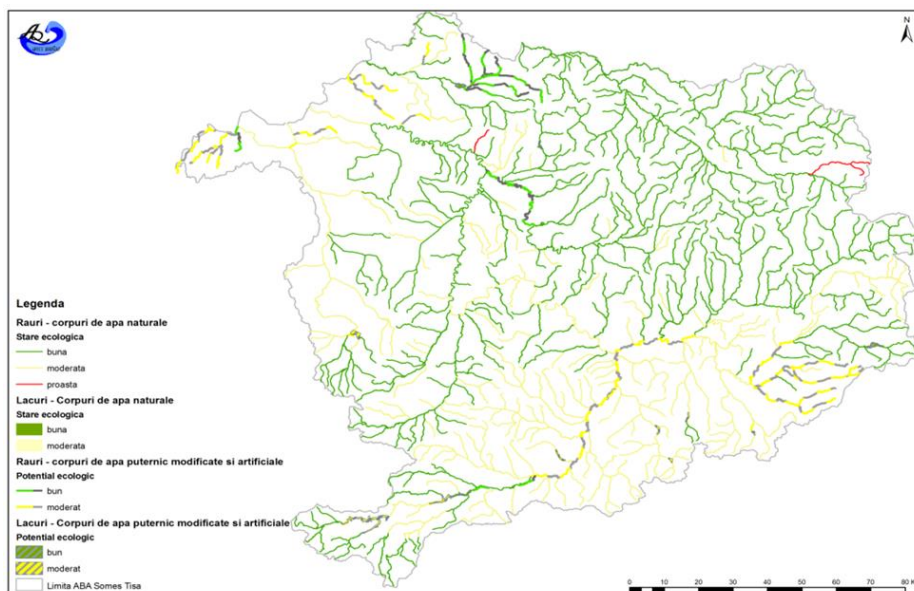 N
Legenda
Rauri - corpuri de apa naturale
Stare ecologica
buna
moderata
proasta
Lacuri - Corpuri de apa naturale
Stare ecologica
buna
moderata
Rauri - corpuri de apa puternic modificate si artificiale
Potential ecologic
bun
moderat
Lacuri - Corpuri de apa puternic modificate si artificiale
Potential ecologic
bun
moderat
Limita ABA Somes Tisa
0 10 20 30 40 50 60 70 80 K